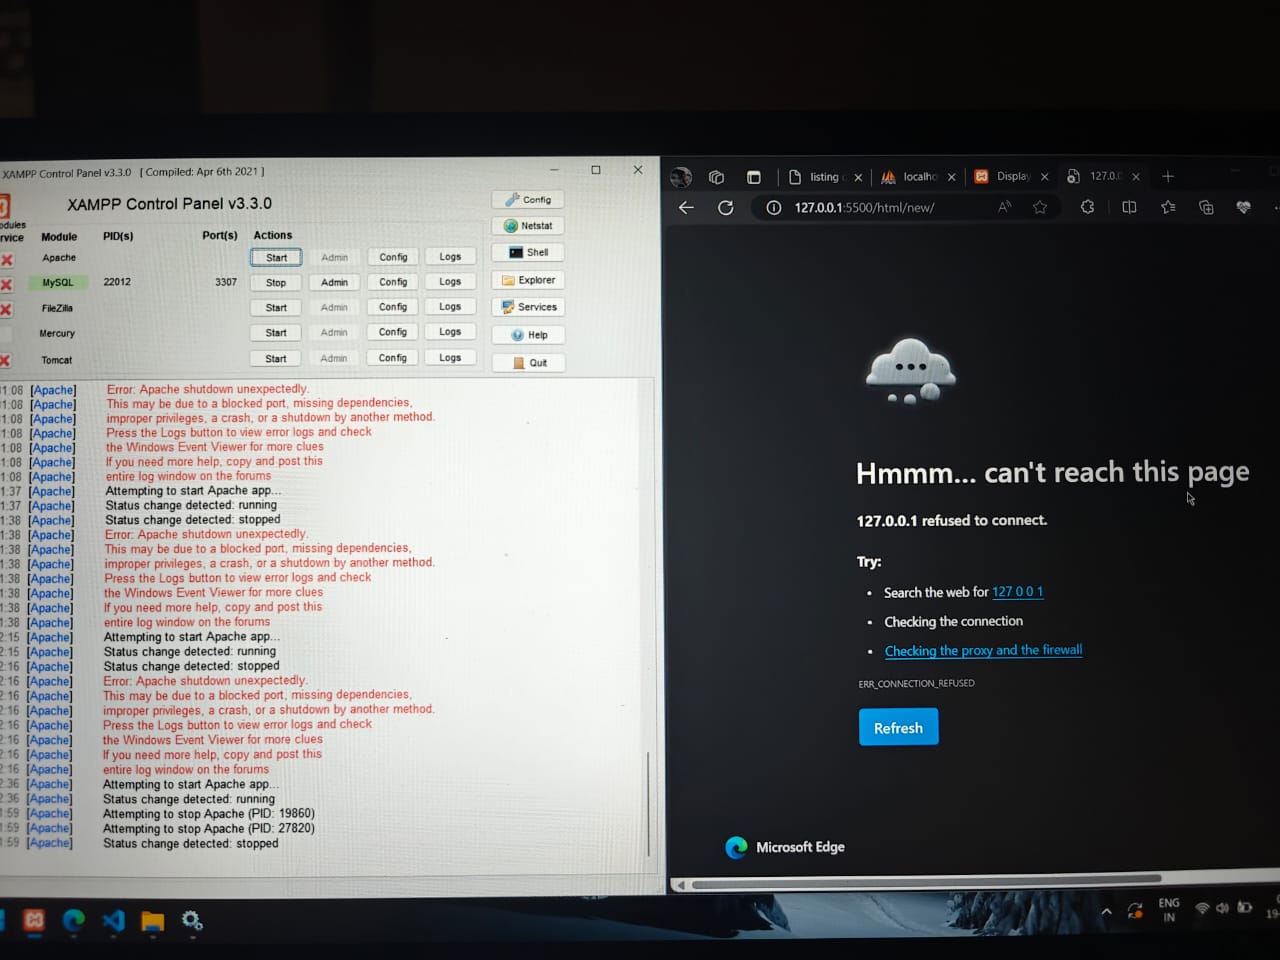 XAMPP Control Panel v3.3.0 [ Compiled: Apr 6th 2021 ]
XAMPP Control Panel v3.3.0
Module PID(s) Port(s) Actions
Apache Start Admin Config Logs
MySQL 22012 3307 Stop Admin Config Logs
FileZilla Start Admin Config Logs
Mercury Start Admin Config Logs
Tomcat Start Admin Config Logs
Config
Netstat
Shell
Explorer
Services
Help
Quit
1:08 [Apache] Error: Apache shutdown unexpectedly.
1:08 [Apache] This may be due to a blocked port, missing dependencies,
1:08 [Apache] improper privileges, a crash, or a shutdown by another method.
1:08 [Apache] Press the Logs button to view error logs and check
1:08 [Apache] the Windows Event Viewer for more clues
1:08 [Apache] If you need more help, copy and post this
1:08 [Apache] entire log window on the forums
1:37 [Apache] Attempting to start Apache app...
1:37 [Apache] Status change detected: running
1:38 [Apache] Status change detected: stopped
1:38 [Apache] Error: Apache shutdown unexpectedly.
1:38 [Apache] This may be due to a blocked port, missing dependencies,
1:38 [Apache] improper privileges, a crash, or a shutdown by another method.
1:38 [Apache] Press the Logs button to view error logs and check
1:38 [Apache] the Windows Event Viewer for more clues
1:38 [Apache] If you need more help, copy and post this
1:38 [Apache] entire log window on the forums
2:15 [Apache] Attempting to start Apache app...
2:15 [Apache] Status change detected: running
2:16 [Apache] Status change detected: stopped
2:16 [Apache] Error: Apache shutdown unexpectedly.
2:16 [Apache] This may be due to a blocked port, missing dependencies,
2:16 [Apache] improper privileges, a crash, or a shutdown by another method.
2:16 [Apache] Press the Logs button to view error logs and check
2:16 [Apache] the Windows Event Viewer for more clues
2:16 [Apache] If you need more help, copy and post this
2:16 [Apache] entire log window on the forums
2:36 [Apache] Attempting to start Apache app...
2:36 [Apache] Status change detected: running
1:59 [Apache] Attempting to stop Apache (PID: 19860)
1:59 [Apache] Attempting to stop Apache (PID: 27820)
1:59 [Apache] Status change detected: stopped
listing localho Display 127.0.
127.0.0.1:5500/html/new/
Hmmm... can't reach this page
127.0.0.1 refused to connect.
Try:
• Search the web for 127 0 0 1
• Checking the connection
• Checking the proxy and the firewall
ERR_CONNECTION_REFUSED
Refresh
Microsoft Edge
ENG
IN
19